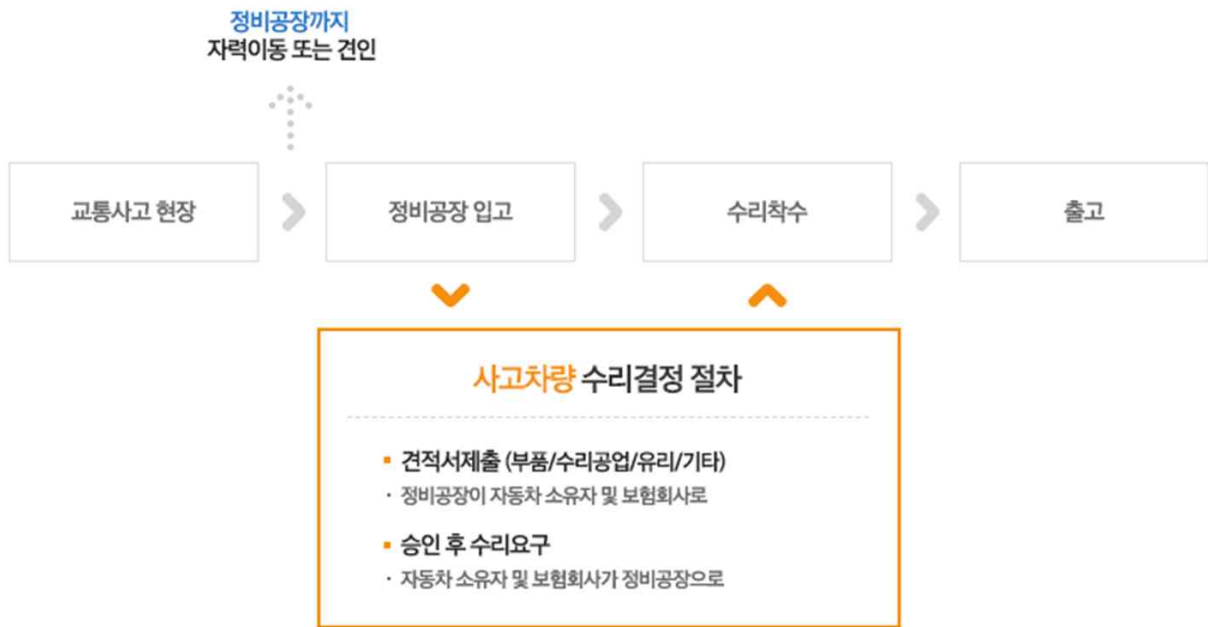 정비공장까지
자력이동 또는 견인
교통사고 현장
정비공장 입고
수리착수
출고
사고차량 수리결정 절차
견적서제출 (부품/수리공업/유리/기타)
· 정비공장이 자동차 소유자 및 보험회사로
승인 후 수리요구
· 자동차 소유자 및 보험회사가 정비공장으로